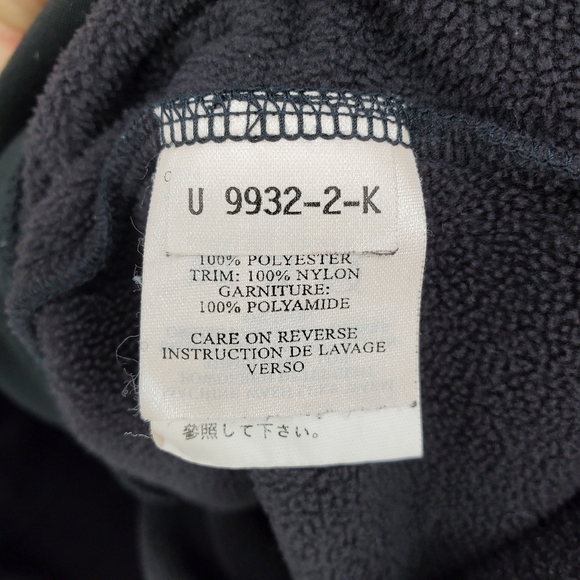 U 9932-2-K
100% POLYESTER
TRIM: 100% NYLON
GARNITURE:
100% POLYAMIDE
CARE ON REVERSE
INSTRUCTION DE LAVAGE
VERSO
参照して下さい。